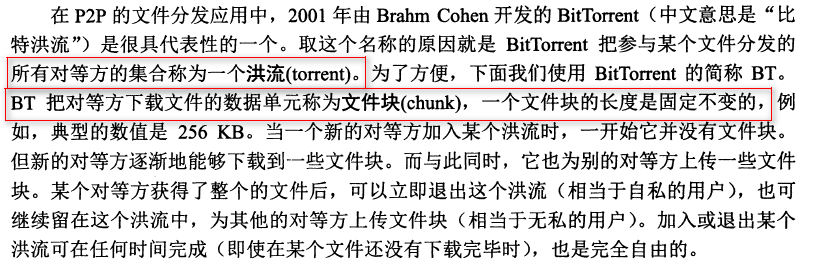 在 P2P 的文件分发应用中，2001 年由 Brahm Cohen 开发的 BitTorrent（中文意思是“比
特洪流”）是很具代表性的一个。取这个名称的原因就是 BitTorrent 把参与某个文件分发的
所有对等方的集合称为一个洪流(torrent)。为了方便，下面我们使用 BitTorrent 的简称 BT。
BT 把对等方下载文件的数据单元称为文件块(chunk)，一个文件块的长度是固定不变的，例
如，典型的数值是 256 KB。当一个新的对等方加入某个洪流时，一开始它并没有文件块。
但新的对等方逐渐地能够下载到一些文件块。而与此同时，它也为别的对等方上传一些文件
块。某个对等方获得了整个的文件后，可以立即退出这个洪流（相当于自私的用户），也可
继续留在这个洪流中，为其他的对等方上传文件块（相当于无私的用户）。加入或退出某个
洪流可在任何时间完成（即使在某个文件还没有下载完毕时），也是完全自由的。